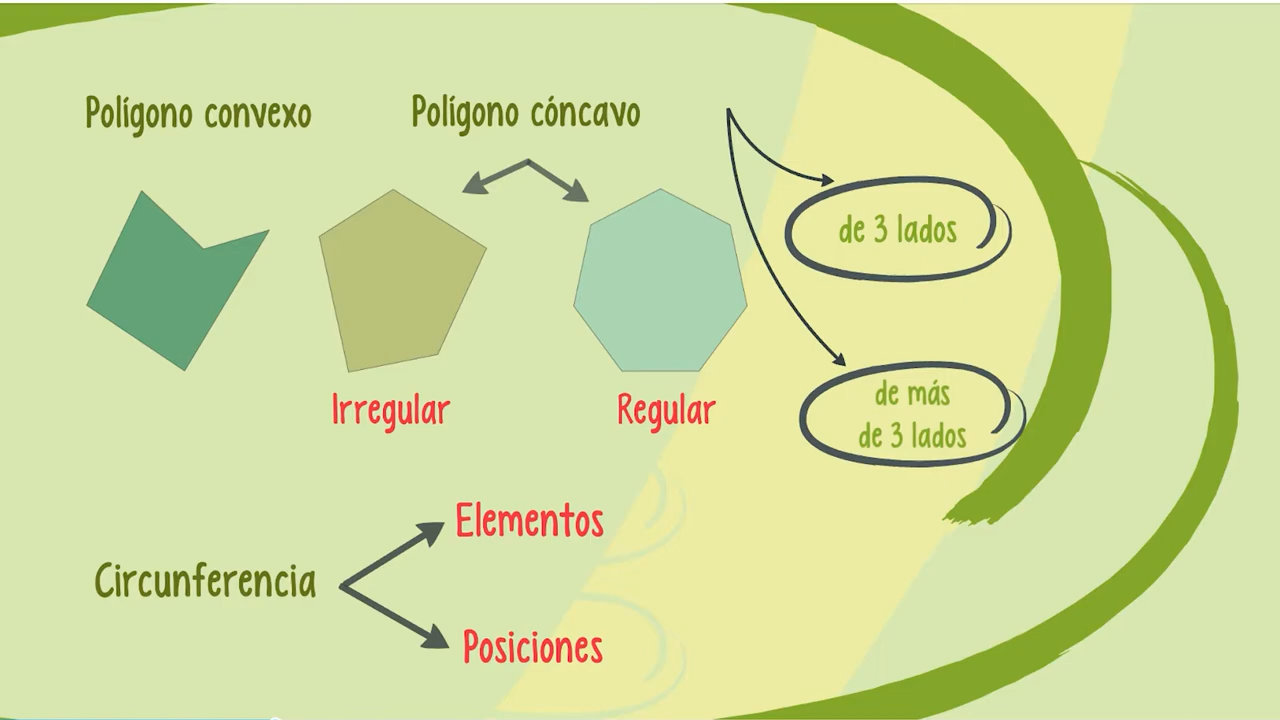 Polígono convexo
Polígono cóncavo
de 3 lados
de más
de 3 lados
Irregular
Regular
Elementos
Circunferencia
Posiciones